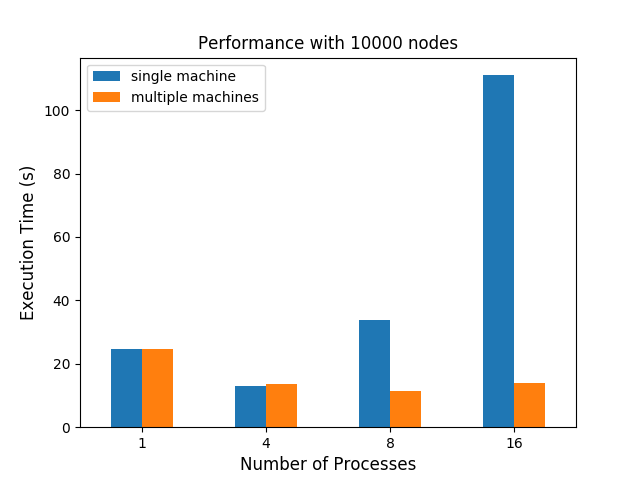 Performance with 10000 nodes
single machine
multiple machines
Execution Time (s)
100
80
60
40
20
0
1 4 8 16
Number of Processes